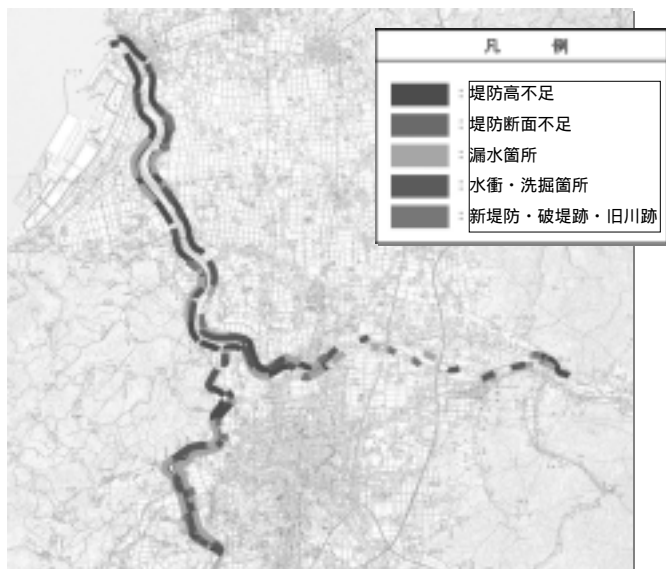 凡 例
：堤防高不足
：堤防断面不足
：漏水箇所
：水衝・洗掘箇所
：新堤防・破堤跡・旧川跡